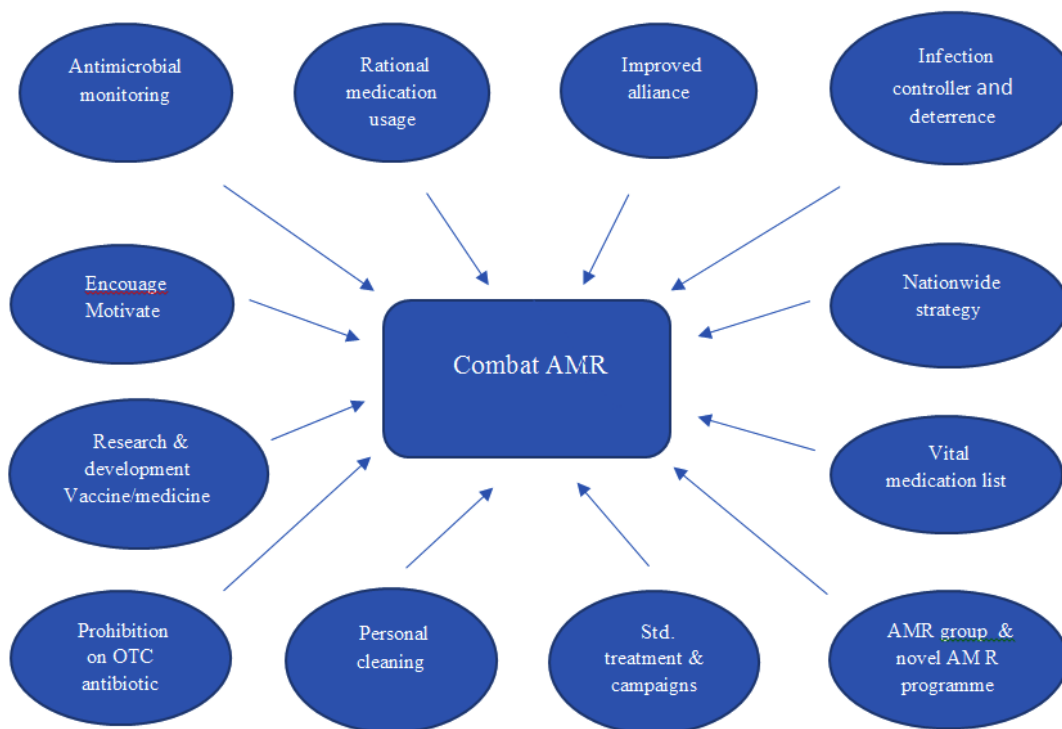 Antimicrobial
monitoring
Rational
medication
usage
Improved
alliance
Infection
controller and
deterrence
Encouage
Motivate
Combat AMR
Nationwide
strategy
Research &
development
Vaccine/medicine
Vital
medication list
Prohibition
on OTC
antibiotic
Personal
cleaning
Std.
treatment &
campaigns
AMR group &
novel AM R
programme